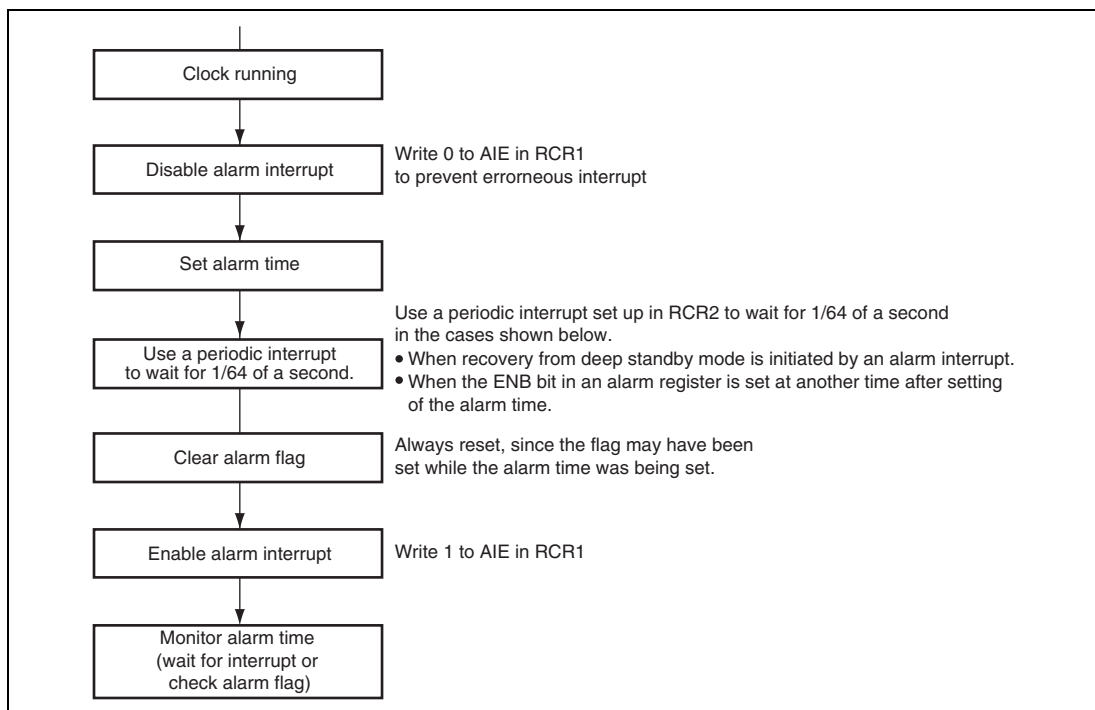 Clock running
Disable alarm interrupt
Write 0 to AIE in RCR1
to prevent errorneous interrupt
Set alarm time
Use a periodic interrupt
to wait for 1/64 of a second.
Use a periodic interrupt set up in RCR2 to wait for 1/64 of a second
in the cases shown below.
• When recovery from deep standby mode is initiated by an alarm interrupt.
• When the ENB bit in an alarm register is set at another time after setting
of the alarm time.
Clear alarm flag
Always reset, since the flag may have been
set while the alarm time was being set.
Enable alarm interrupt
Write 1 to AIE in RCR1
Monitor alarm time
(wait for interrupt or
check alarm flag)